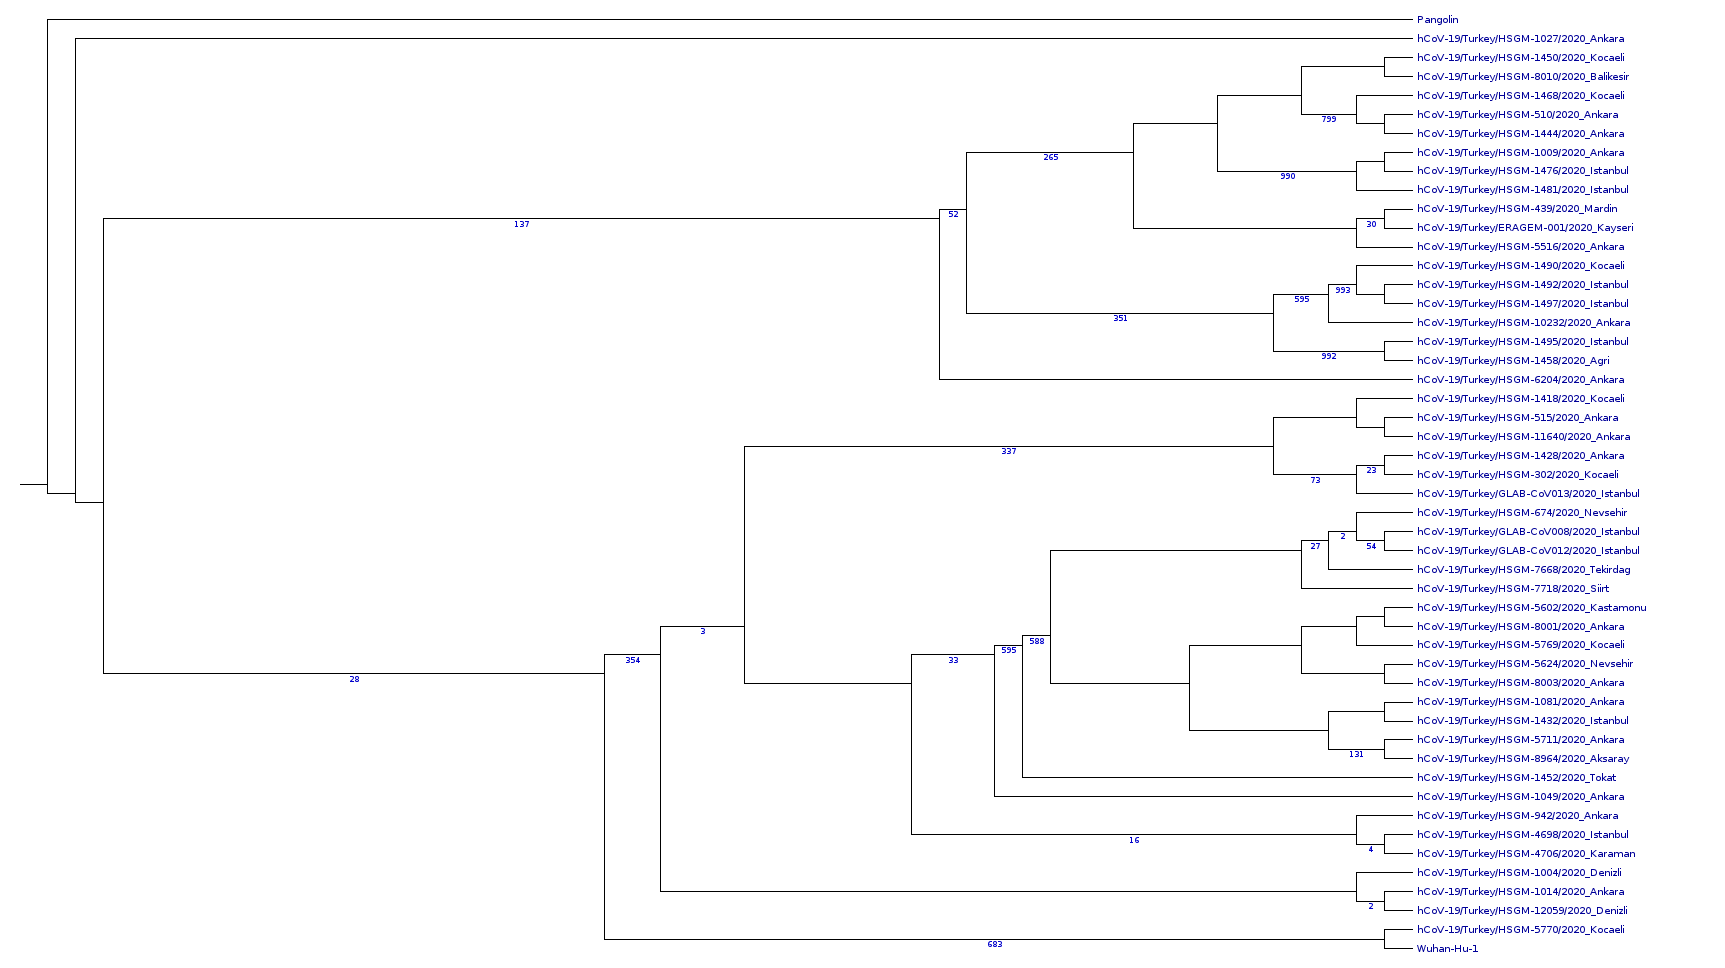 Pangolin
hCoV-19/Turkey/HSGM-1027/2020_Ankara
hCoV-19/Turkey/HSGM-1450/2020_Kocaeli
hCoV-19/Turkey/HSGM-8010/2020_Balikesir
hCoV-19/Turkey/HSGM-1468/2020_Kocaeli
799
hCoV-19/Turkey/HSGM-510/2020_Ankara
hCoV-19/Turkey/HSGM-1444/2020_Ankara
265
hCoV-19/Turkey/HSGM-1009/2020_Ankara
990
hCoV-19/Turkey/HSGM-1476/2020_Istanbul
hCoV-19/Turkey/HSGM-1481/2020_Istanbul
52
hCoV-19/Turkey/HSGM-439/2020_Mardin
137
30
hCoV-19/Turkey/ERAGEM-001/2020_Kayseri
hCoV-19/Turkey/HSGM-5516/2020_Ankara
hCoV-19/Turkey/HSGM-1490/2020_Kocaeli
993
hCoV-19/Turkey/HSGM-1492/2020_Istanbul
595
hCoV-19/Turkey/HSGM-1497/2020_Istanbul
351
hCoV-19/Turkey/HSGM-10232/2020_Ankara
hCoV-19/Turkey/HSGM-1495/2020_Istanbul
992
hCoV-19/Turkey/HSGM-1458/2020_Agri
hCoV-19/Turkey/HSGM-6204/2020_Ankara
hCoV-19/Turkey/HSGM-1418/2020_Kocaeli
hCoV-19/Turkey/HSGM-515/2020_Ankara
hCoV-19/Turkey/HSGM-11640/2020_Ankara
337
hCoV-19/Turkey/HSGM-1428/2020_Ankara
23
hCoV-19/Turkey/HSGM-302/2020_Kocaeli
73
hCoV-19/Turkey/GLAB-CoV013/2020_Istanbul
hCoV-19/Turkey/HSGM-674/2020_Nevsehir
2
hCoV-19/Turkey/GLAB-CoV008/2020_Istanbul
27
54
hCoV-19/Turkey/GLAB-CoV012/2020_Istanbul
hCoV-19/Turkey/HSGM-7668/2020_Tekirdag
hCoV-19/Turkey/HSGM-7718/2020_Siirt
hCoV-19/Turkey/HSGM-5602/2020_Kastamonu
3
hCoV-19/Turkey/HSGM-8001/2020_Ankara
588
595
hCoV-19/Turkey/HSGM-5769/2020_Kocaeli
354
33
hCoV-19/Turkey/HSGM-5624/2020_Nevsehir
28
hCoV-19/Turkey/HSGM-8003/2020_Ankara
hCoV-19/Turkey/HSGM-1081/2020_Ankara
hCoV-19/Turkey/HSGM-1432/2020_Istanbul
hCoV-19/Turkey/HSGM-5711/2020_Ankara
131
hCoV-19/Turkey/HSGM-8964/2020_Aksaray
hCoV-19/Turkey/HSGM-1452/2020_Tokat
hCoV-19/Turkey/HSGM-1049/2020_Ankara
hCoV-19/Turkey/HSGM-942/2020_Ankara
16
hCoV-19/Turkey/HSGM-4698/2020_Istanbul
4
hCoV-19/Turkey/HSGM-4706/2020_Karaman
hCoV-19/Turkey/HSGM-1004/2020_Denizli
hCoV-19/Turkey/HSGM-1014/2020_Ankara
2
hCoV-19/Turkey/HSGM-12059/2020_Denizli
hCoV-19/Turkey/HSGM-5770/2020_Kocaeli
683
Wuhan-Hu-1